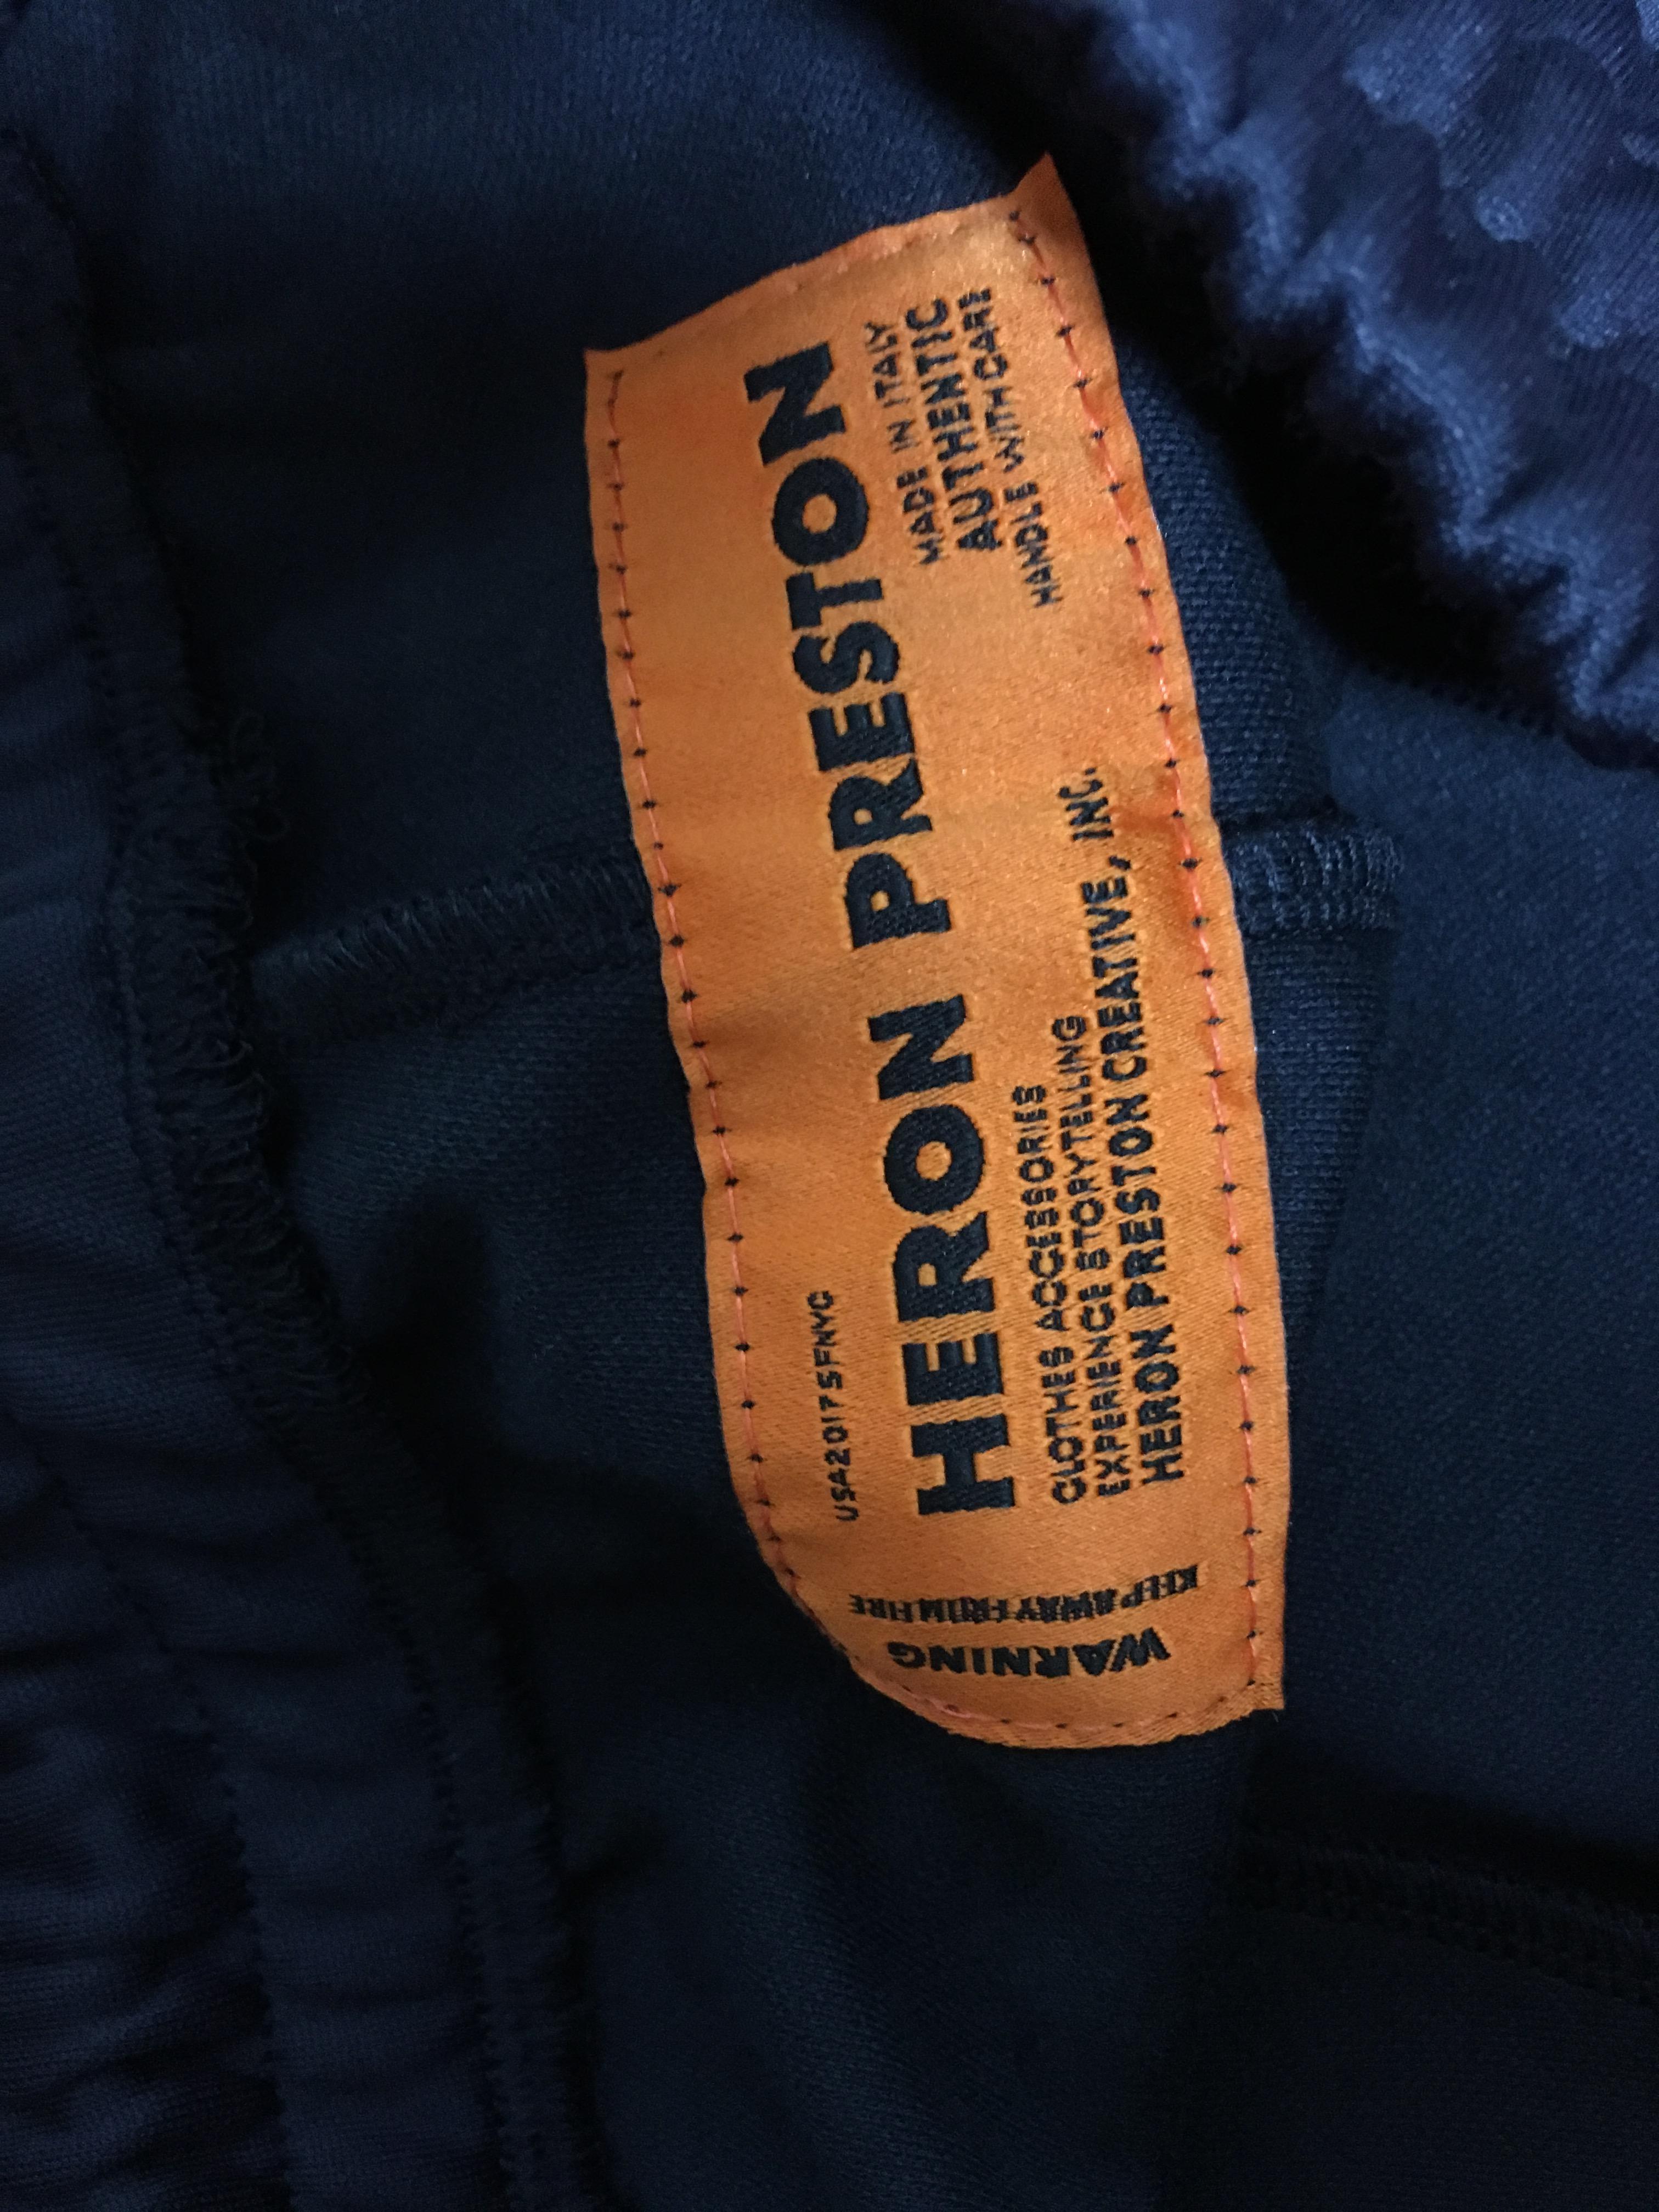 USA2017SFNYC
HERON PRESTON
CLOTHES ACCESSORIES
EXPERIENCE STORYTELLING
HERON PRESTON CREATIVE, INC.
MADE IN ITALY
AUTHENTIC
HANDLE WITH CARE
WARNING
KEEP AWAY FROM FIRE